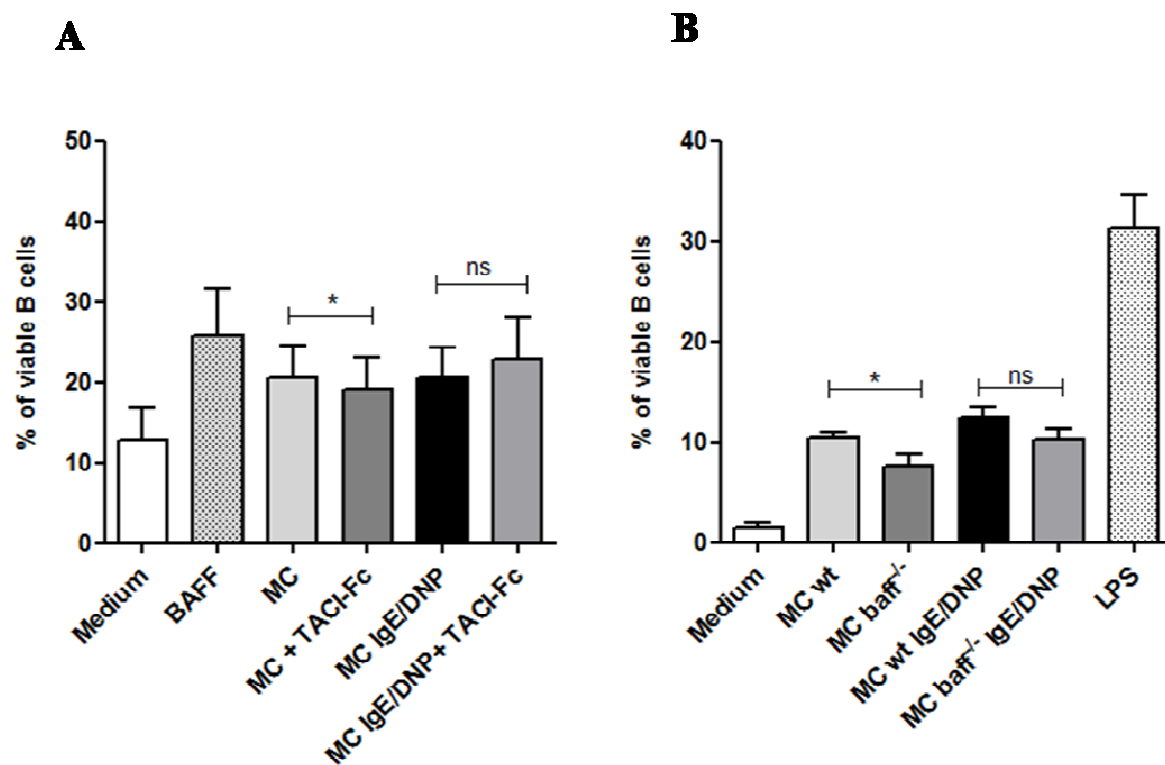 A
% of viable B cells
50
40
30
20
10
0
*
ns
Medium
BAFF
MC
MC + TACI-Fc
MC IgE/DNP
MC IgE/DNP+ TACI-Fc
B
% of viable B cells
40
30
20
10
0
*
ns
Medium
MC wt
MC baff-/-
MC wt IgE/DNP
MC baff-/- IgE/DNP
LPS